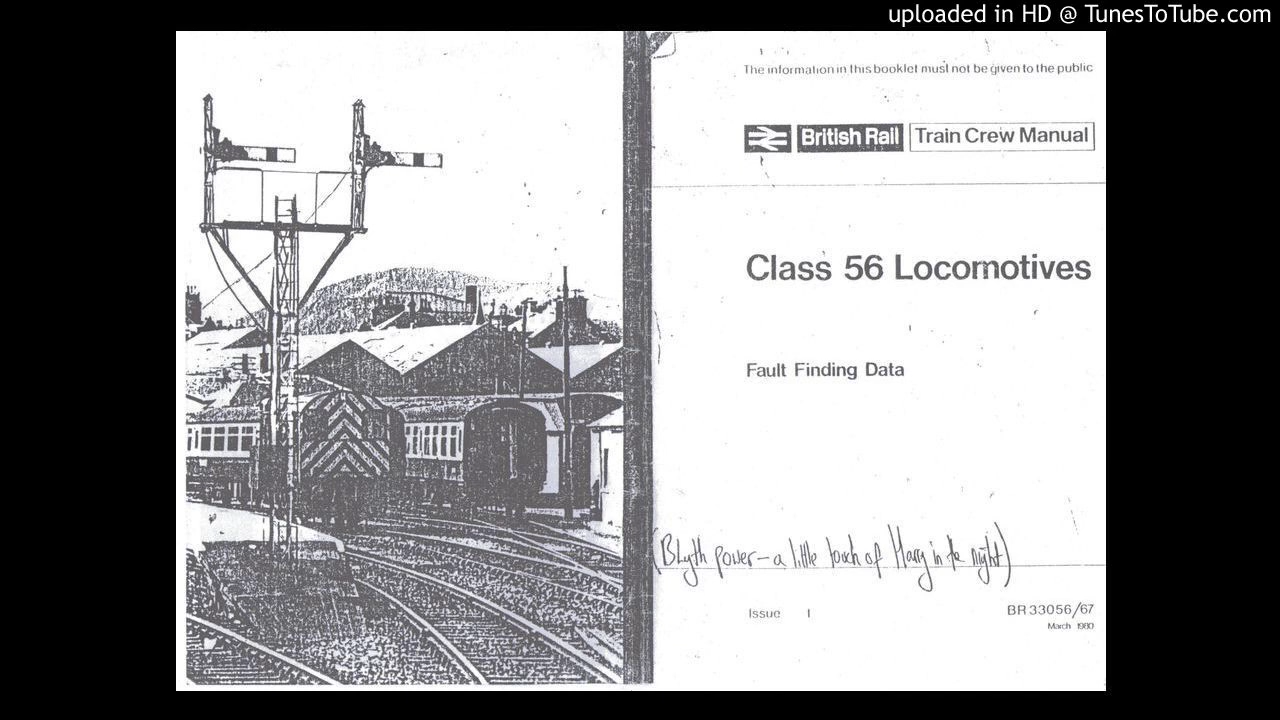 uploaded in HD @ TunesToTube.com
The information in this booklet must not be given to the public
British Rail Train Crew Manual
Class 56 Locomotives
Fault Finding Data
(Blyth power - a little touch of Harry in the night)
Issue 1 BR 33056/67
March 1980